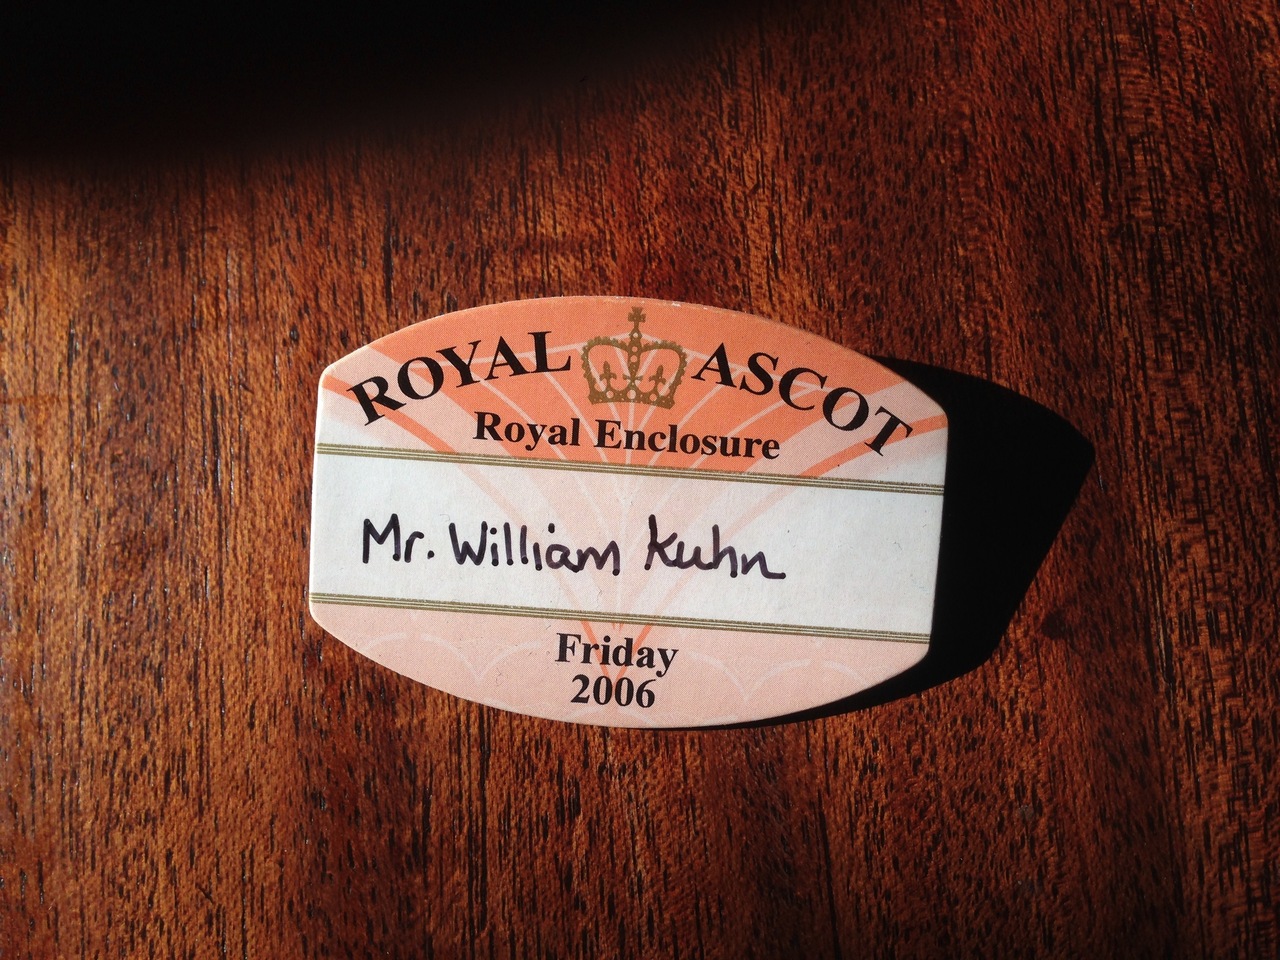 ROYAL ASCOT
Royal Enclosure
Mr. William Kuhn
Friday
2006